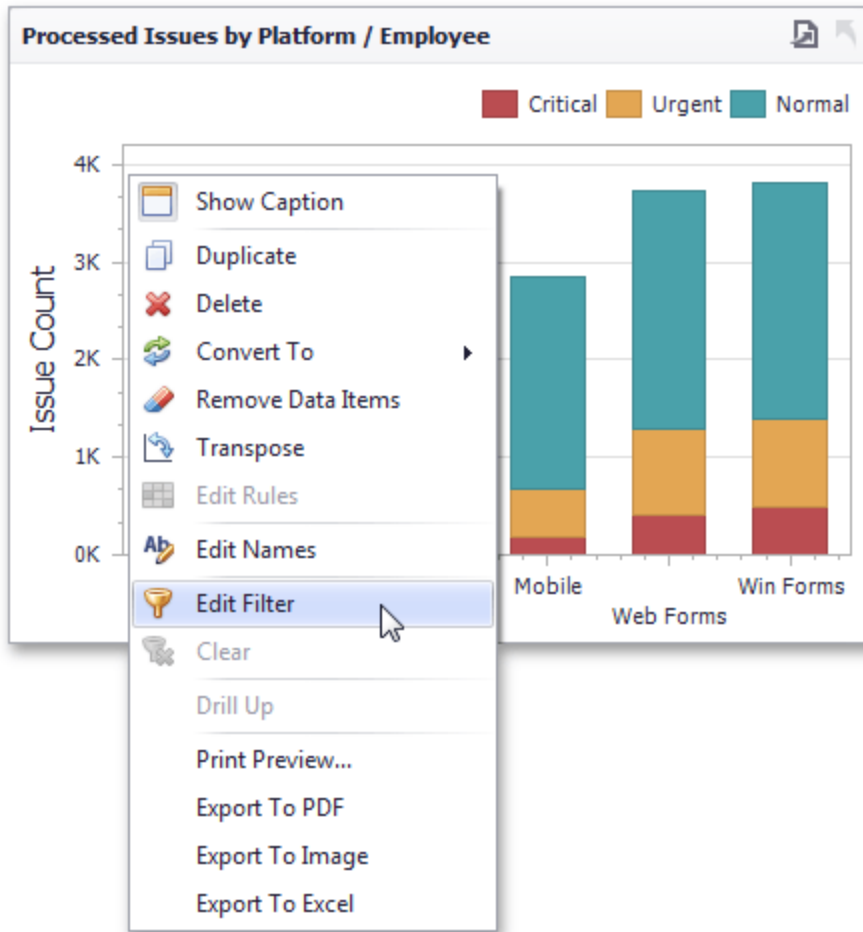 Processed Issues by Platform / Employee
Critical Urgent Normal
4K
3K
2K
1K
0K
Issue Count
Show Caption
Duplicate
Delete
Convert To
Remove Data Items
Transpose
Edit Rules
Ab Edit Names
Edit Filter
Clear
Drill Up
Print Preview...
Export To PDF
Export To Image
Export To Excel
Mobile Win Forms
Web Forms